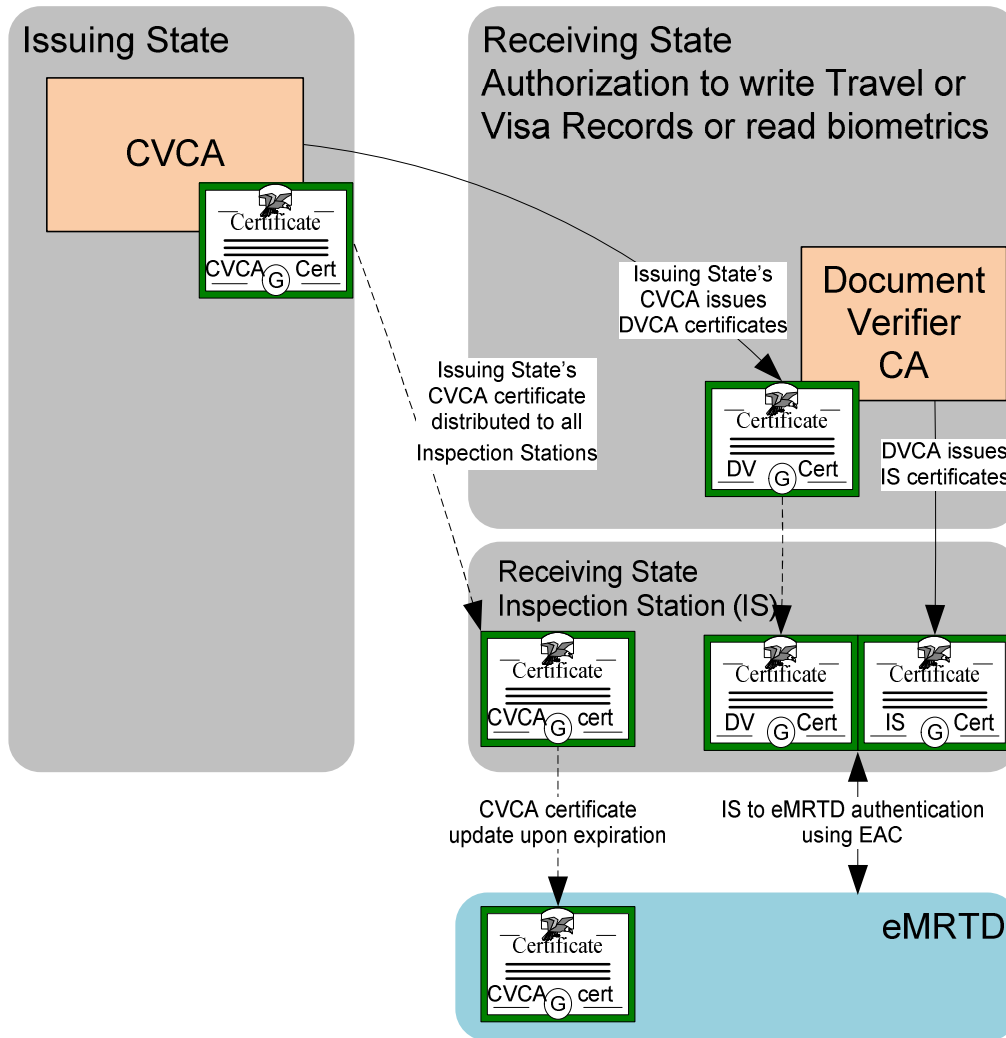 Issuing State
CVCA
Certificate
CVCA G Cert
Receiving State
Authorization to write Travel or
Visa Records or read biometrics
Issuing State's
CVCA issues
DVCA certificates
Document
Verifier
CA
Issuing State's
CVCA certificate
distributed to all
Inspection Stations
Certificate
DV G Cert
DVCA issues
IS certificates
Receiving State
Inspection Station (IS)
Certificate
CVCA G cert
Certificate
DV G Cert
Certificate
IS G Cert
CVCA certificate
update upon expiration
IS to eMRTD authentication
using EAC
eMRTD
Certificate
CVCA G cert